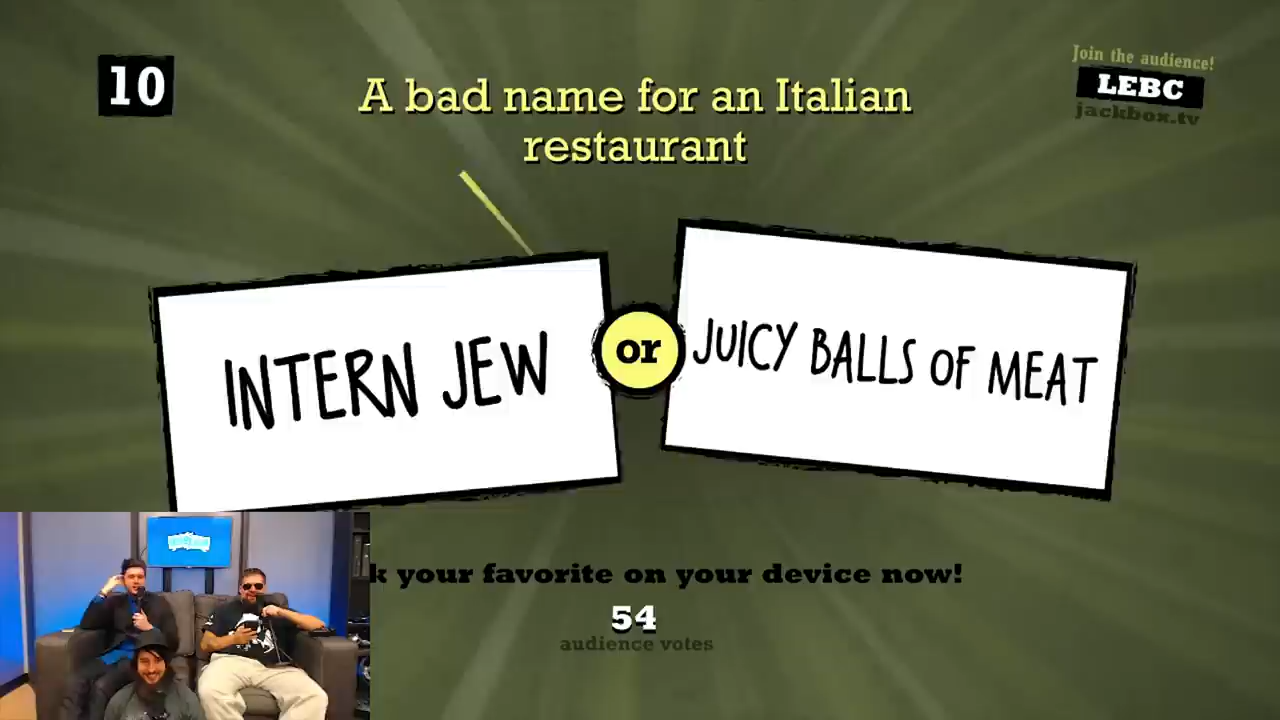 10
A bad name for an Italian
restaurant
Join the audience!
LEBC
jackbox.tv
INTERN JEW
or
JUICY BALLS OF MEAT
k your favorite on your device now!
54
audience votes